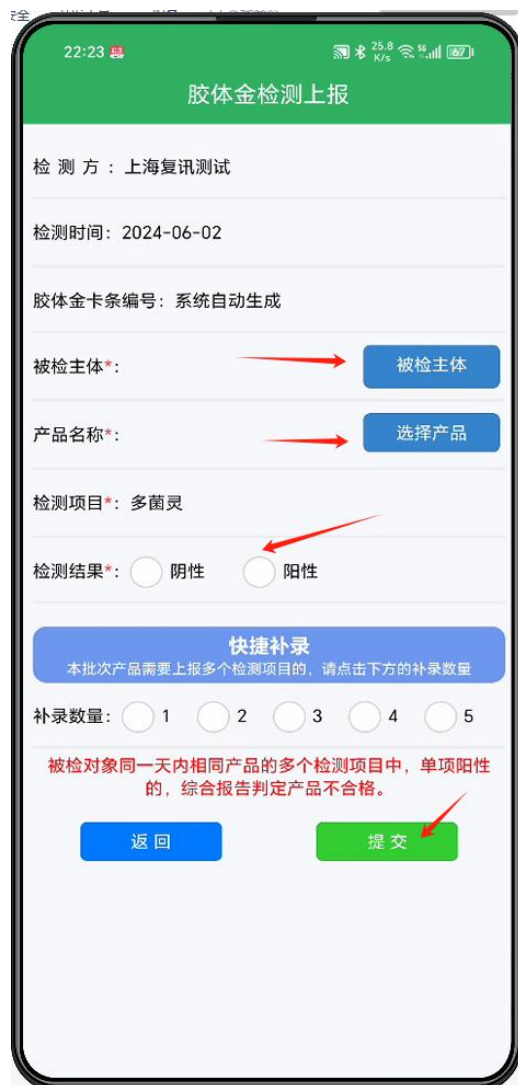 22:23
25.8
K/s
5G
67
胶体金检测上报
检 测 方 ：上海复讯测试
检测时间：2024-06-02
胶体金卡条编号：系统自动生成
被检主体*：
被检主体
产品名称*：
选择产品
检测项目*：多菌灵
检测结果*：
阴性
阳性
快捷补录
本批次产品需要上报多个检测项目的，请点击下方的补录数量
补录数量：
1
2
3
4
5
被检对象同一天内相同产品的多个检测项目中，单项阳性
的，综合报告判定产品不合格。
返 回
提 交